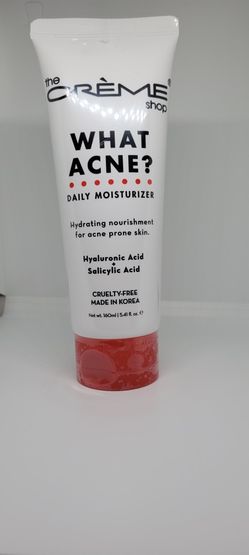 the
CRÈME®
shop
WHAT
ACNE?
DAILY MOISTURIZER
Hydrating nourishment
for acne prone skin.
Hyaluronic Acid
+
Salicylic Acid
CRUELTY-FREE
MADE IN KOREA
Net wt. 160ml | 5.41 fl. oz. ℮